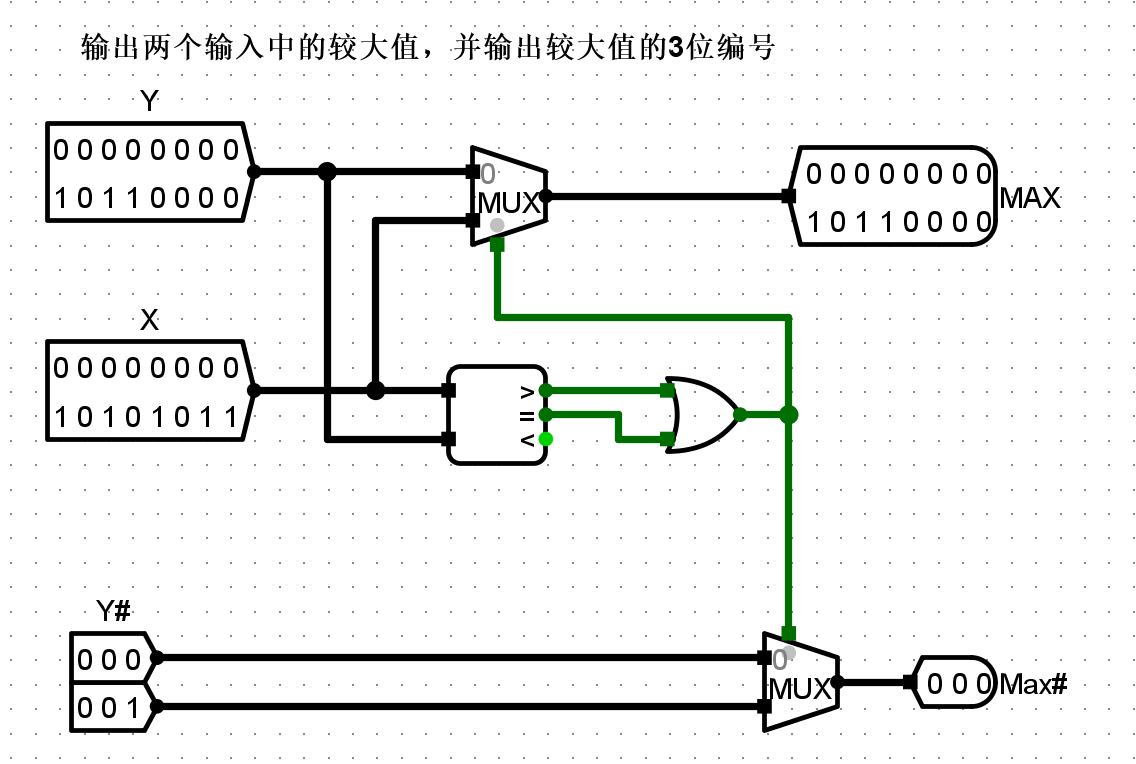 输出两个输入中的较大值，并输出较大值的3位编号
Y
0 0 0 0 0 0 0 0
1 0 1 1 0 0 0 0
0
MUX
0 0 0 0 0 0 0 0
1 0 1 1 0 0 0 0
MAX
X
0 0 0 0 0 0 0 0
1 0 1 0 1 0 1 1
>
=
<
Y#
0 0 0
0 0 1
0
MUX
0 0 0
Max#